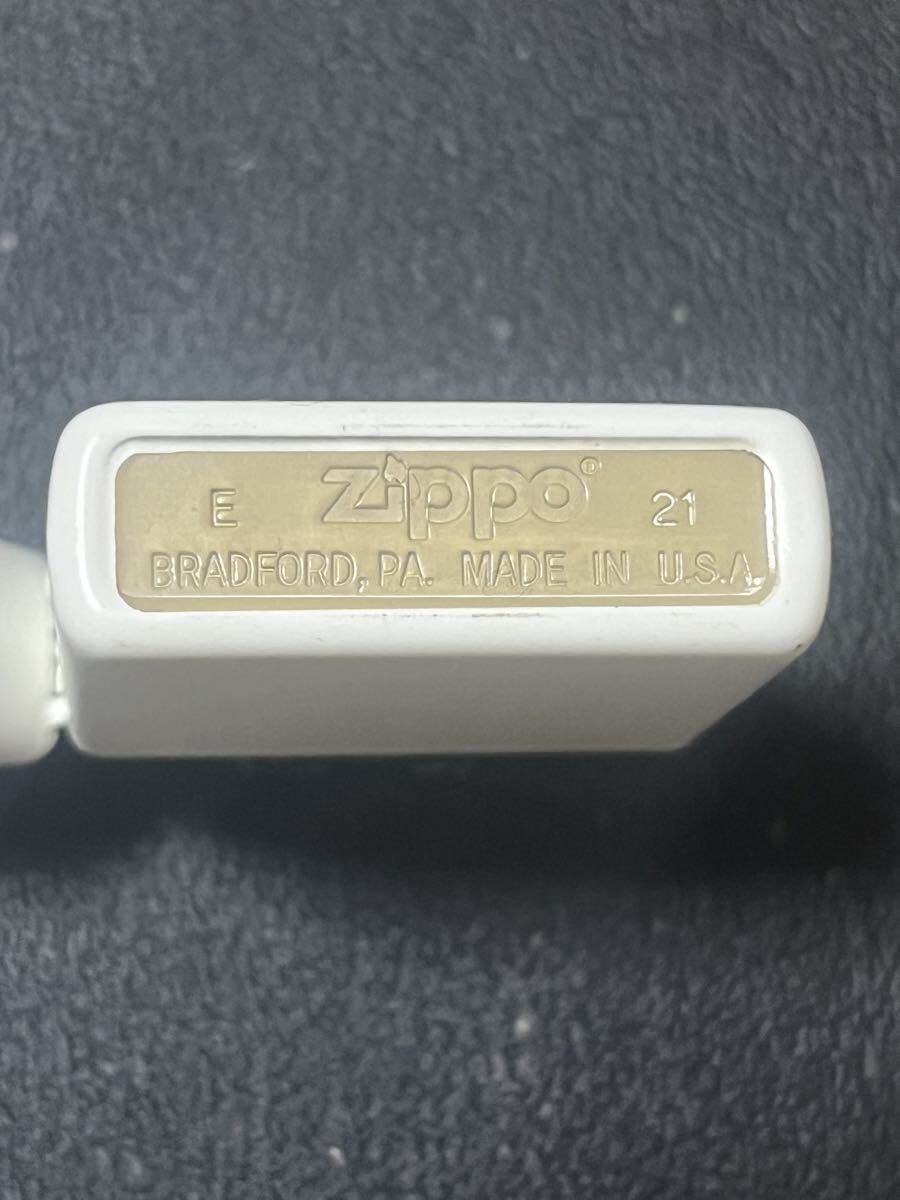 E Zippo® 21
BRADFORD, PA. MADE IN U.S.A